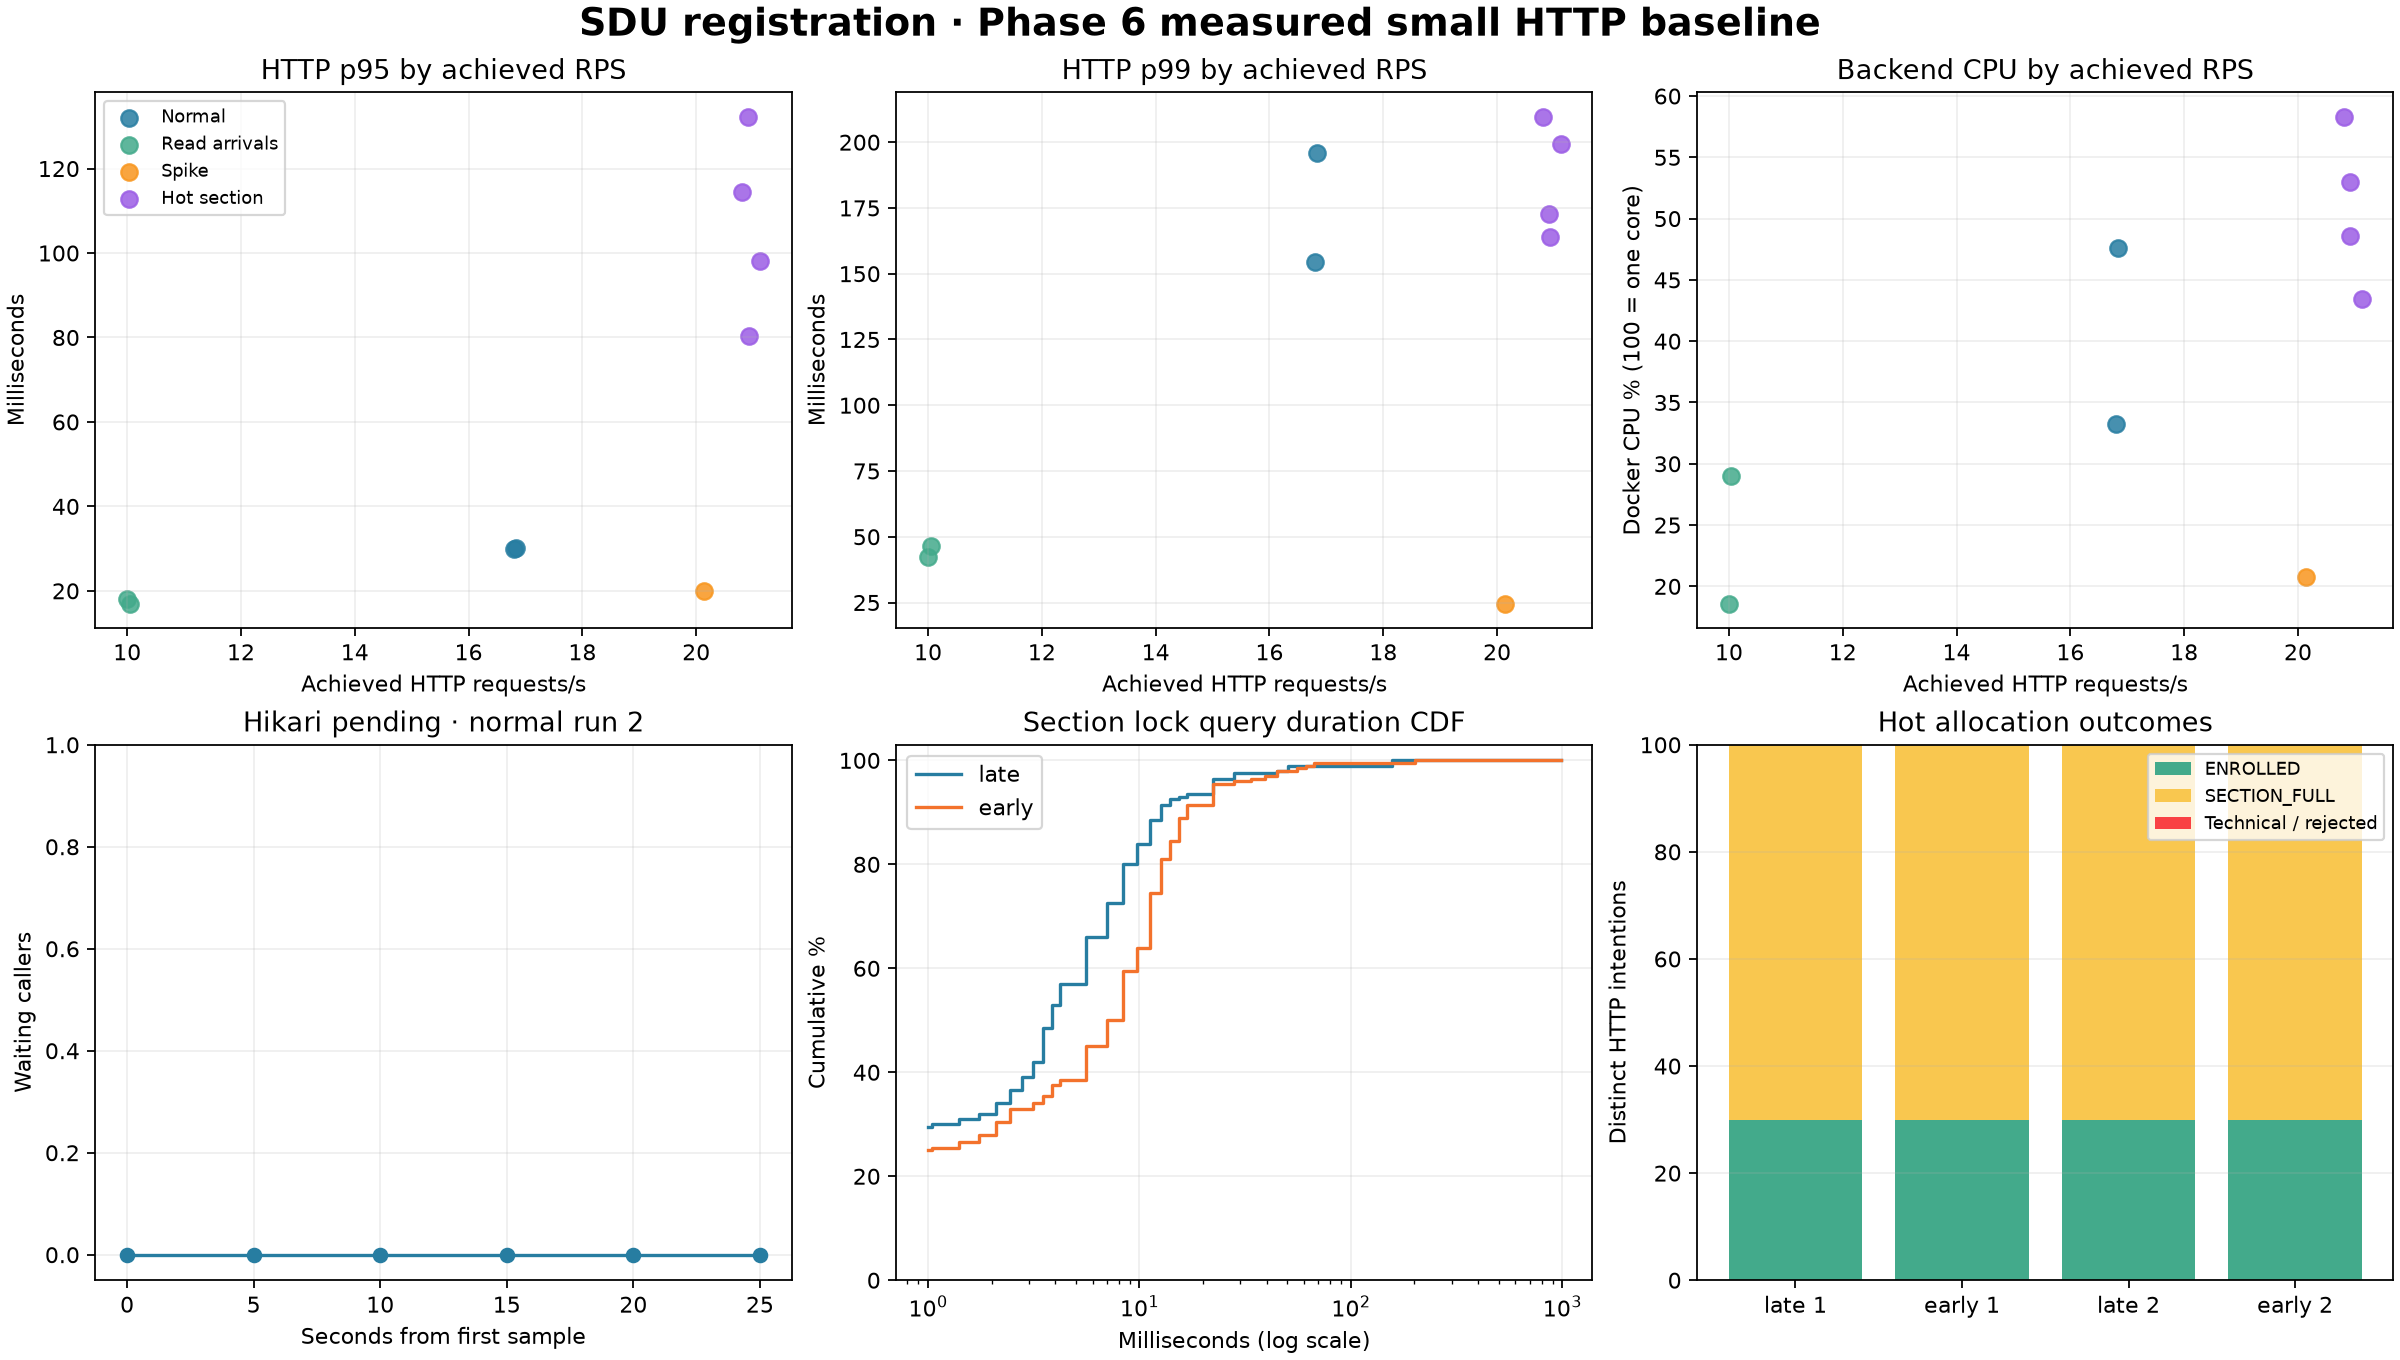 SDU registration · Phase 6 measured small HTTP baseline
HTTP p95 by achieved RPS
Milliseconds
120
100
80
60
40
20
Normal
Read arrivals
Spike
Hot section
10 12 14 16 18 20
Achieved HTTP requests/s
HTTP p99 by achieved RPS
Milliseconds
200
175
150
125
100
75
50
25
10 12 14 16 18 20
Achieved HTTP requests/s
Backend CPU by achieved RPS
Docker CPU % (100 = one core)
60
55
50
45
40
35
30
25
20
10 12 14 16 18 20
Achieved HTTP requests/s
Hikari pending · normal run 2
Waiting callers
1.0
0.8
0.6
0.4
0.2
0.0
0 5 10 15 20 25
Seconds from first sample
Section lock query duration CDF
Cumulative %
100
80
60
40
20
0
late
early
10⁰ 10¹ 10² 10³
Milliseconds (log scale)
Hot allocation outcomes
Distinct HTTP intentions
100
80
60
40
20
0
ENROLLED
SECTION_FULL
Technical / rejected
late 1 early 1 late 2 early 2